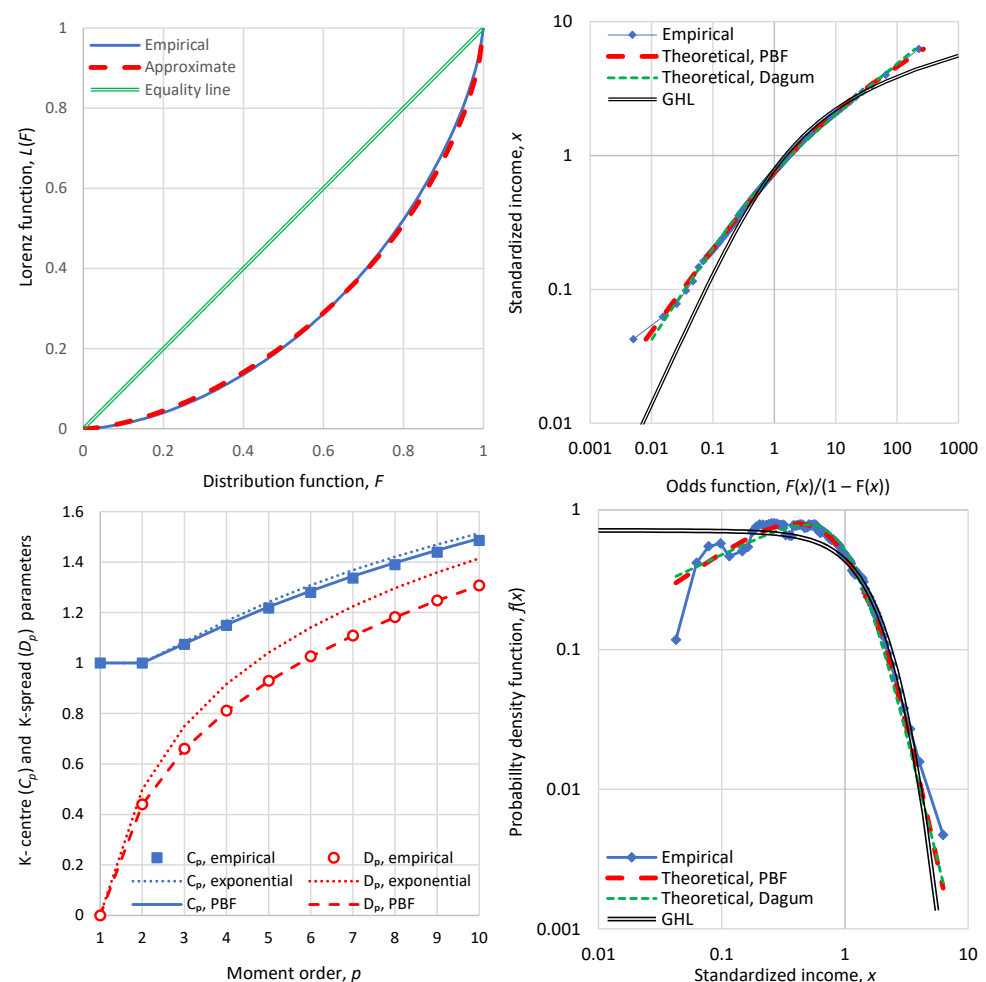 Lorenz function, L(F)
1
0.8
0.6
0.4
0.2
0
Empirical
Approximate
Equality line
0 0.2 0.4 0.6 0.8 1
Distribution function, F
Standardized income, x
10
1
0.1
0.01
Empirical
Theoretical, PBF
Theoretical, Dagum
GHL
0.001 0.01 0.1 1 10 100 1000
Odds function, F(x)/(1 – F(x))
K-centre (Cₚ) and K-spread (Dₚ) parameters
1.6
1.4
1.2
1
0.8
0.6
0.4
0.2
0
Cₚ, empirical Dₚ, empirical
Cₚ, exponential Dₚ, exponential
Cₚ, PBF Dₚ, PBF
1 2 3 4 5 6 7 8 9 10
Moment order, p
Probability density function, f(x)
1
0.1
0.01
0.001
Empirical
Theoretical, PBF
Theoretical, Dagum
GHL
0.01 0.1 1 10
Standardized income, x